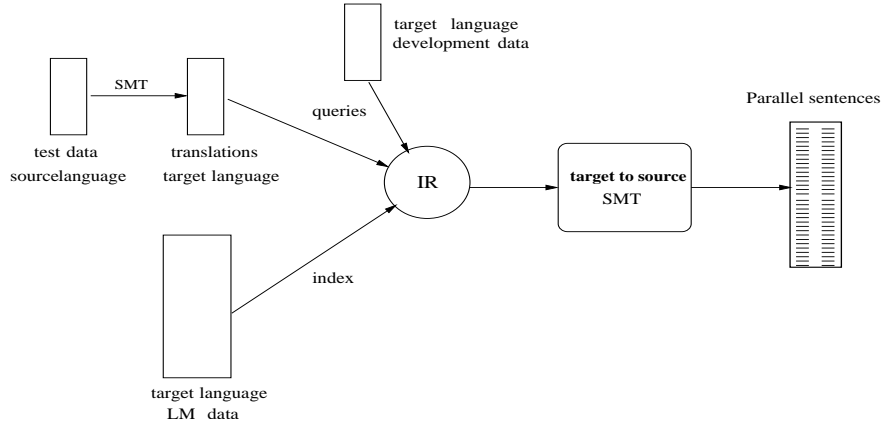 target language
development data
SMT
queries
Parallel sentences
test data
sourcelanguage
translations
target language
IR
target to source
SMT
index
target language
LM data